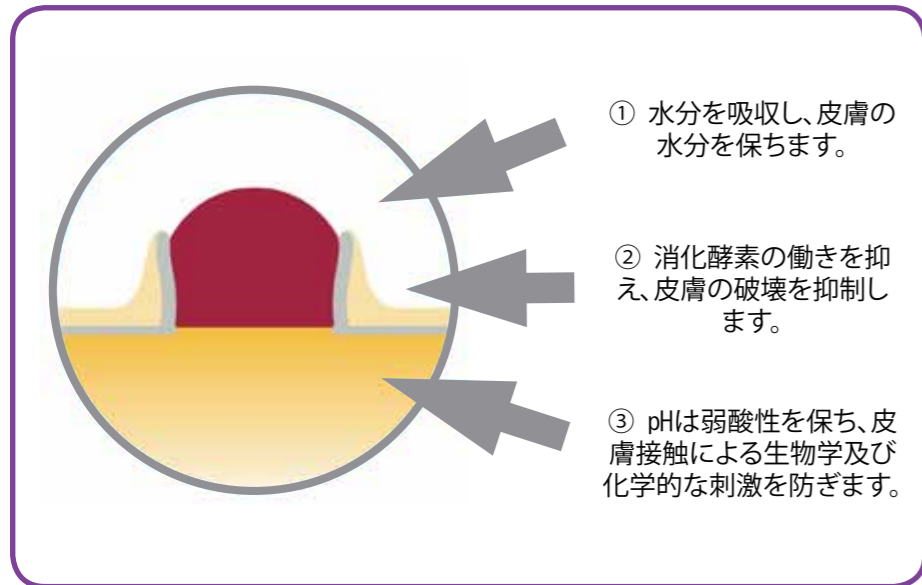 ① 水分を吸収し、皮膚の
水分を保ちます。
② 消化酵素の働きを抑
え、皮膚の破壊を抑制し
ます。
③ pHは弱酸性を保ち、皮
膚接触による生物学及び
化学的な刺激を防ぎます。